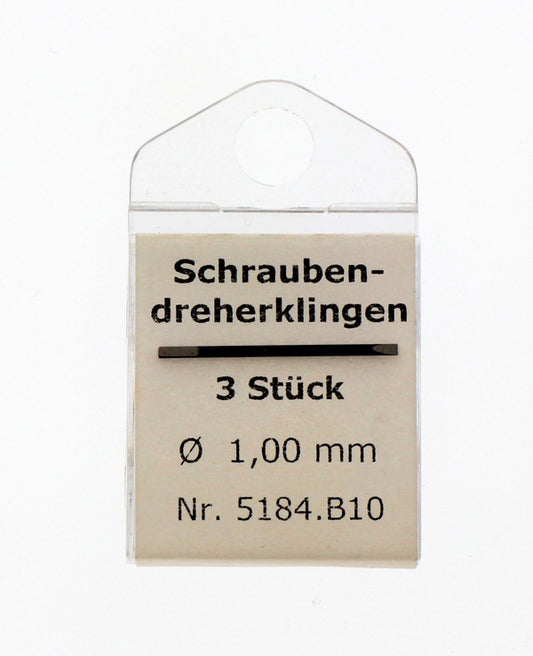 Schrauben-
dreherklingen
3 Stück
Ø 1,00 mm
Nr. 5184.B10